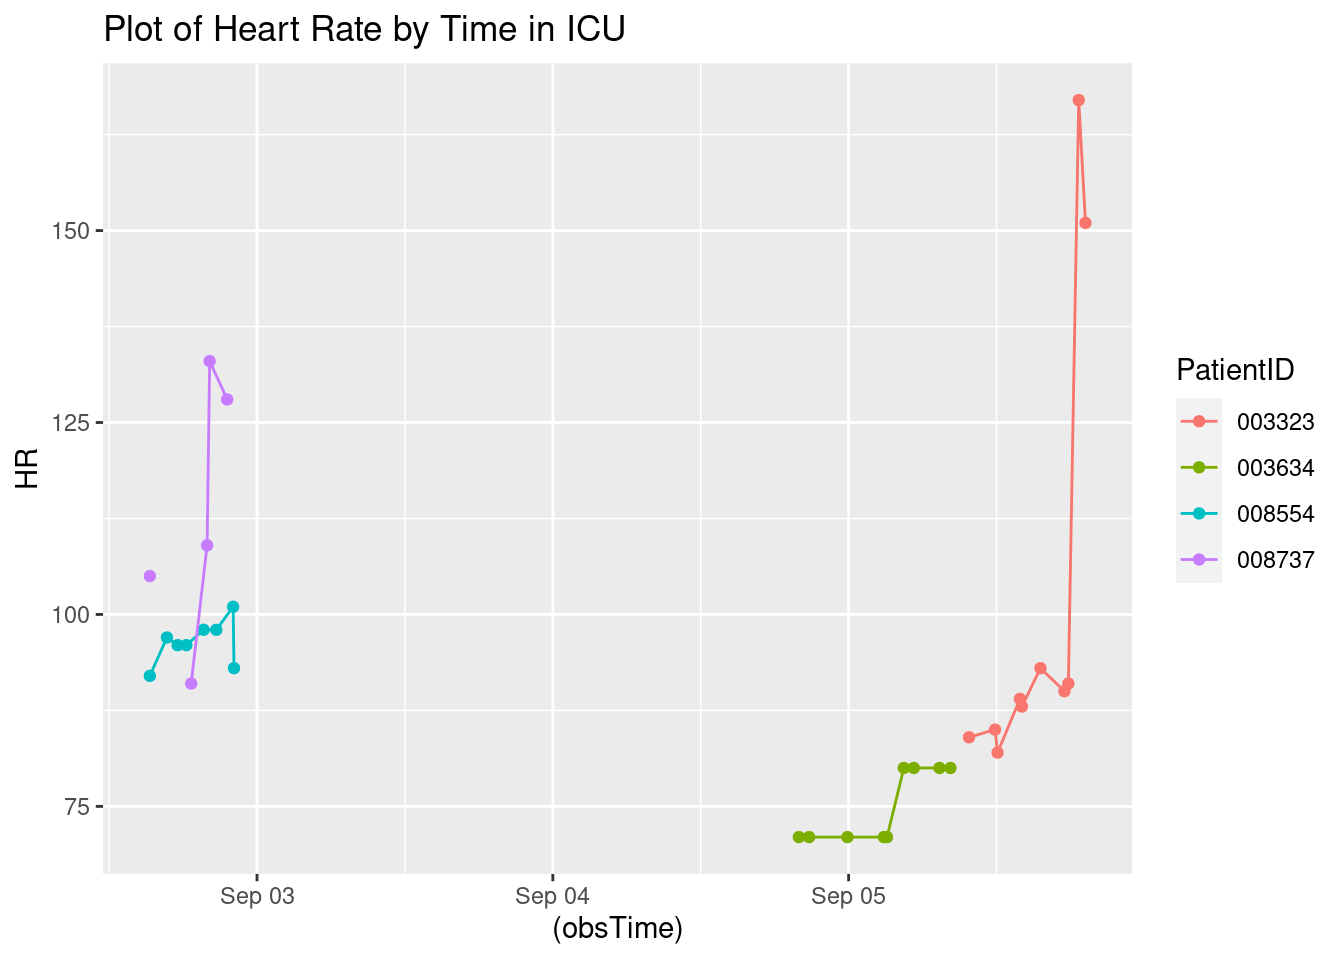 Plot of Heart Rate by Time in ICU
150
125
100
75
HR
Sep 03
Sep 04
Sep 05
(obsTime)
PatientID
003323
003634
008554
008737